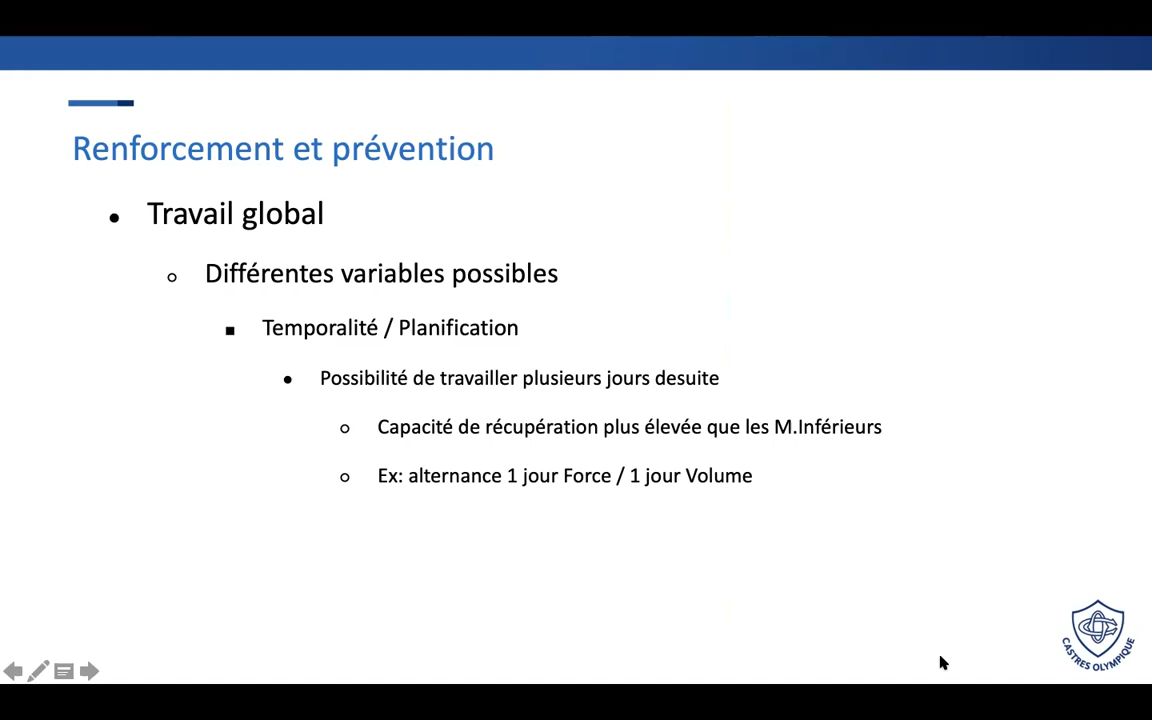 Renforcement et prévention
Travail global
Différentes variables possibles
Temporalité / Planification
Possibilité de travailler plusieurs jours desuite
Capacité de récupération plus élevée que les M.Inférieurs
Ex: alternance 1 jour Force / 1 jour Volume
CASTRES OLYMPIQUE